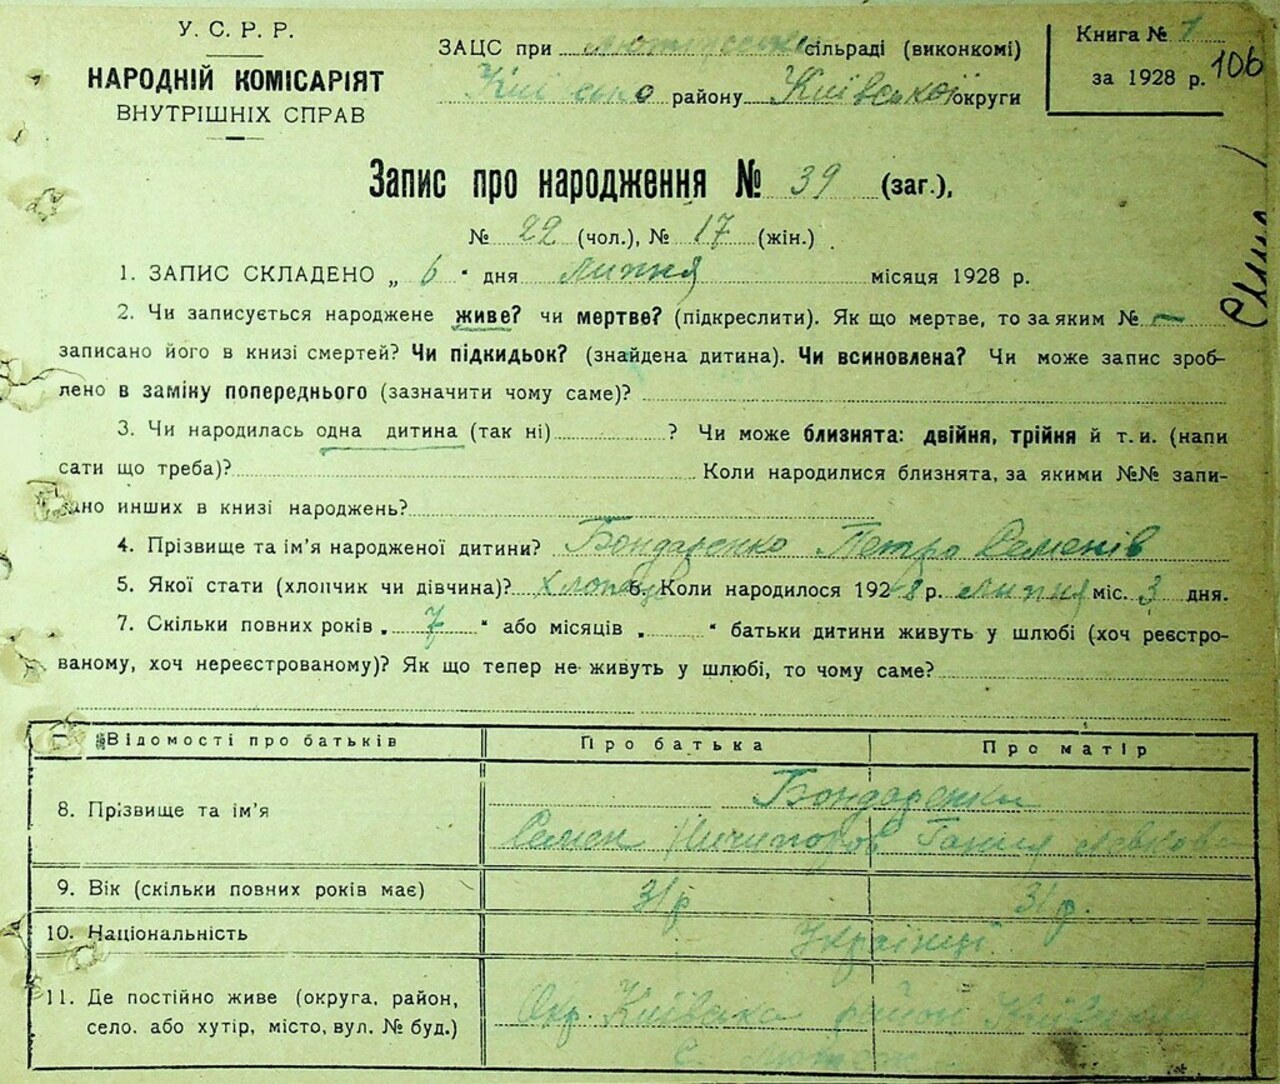 У. С. Р. Р.
НАРОДНІЙ КОМІСАРІЯТ
ВНУТРІШНІХ СПРАВ
ЗАЦС при сільраді (виконкомі)
району Київської округи
Книга № 1
за 1928 р. 106
Запис про народження № 39 (заг.),
№ 22 (чол.), № 17 (жін.)
1. ЗАПИС СКЛАДЕНО „ 6 " дня липня місяця 1928 р.
2. Чи записується народжене живе? чи мертве? (підкреслити). Як що мертве, то за яким № –
записано його в книзі смертей? Чи підкидьок? (знайдена дитина). Чи всиновлена? Чи може запис зроб-
лено в заміну попереднього (зазначити чому саме)?
3. Чи народилась одна дитина (так ні) ? Чи може близнята: двійня, трійня й т. и. (напи
сати що треба)? Коли народилися близнята, за якими №№ запи-
сано инших в книзі народжень?
4. Прізвище та ім'я народженої дитини? Бондаренко Петро Семенів
5. Якої стати (хлопчик чи дівчина)? 6. Коли народилося 1928 р. липня міс. 3 дня.
7. Скільки повних років „ 7 " або місяців „ " батьки дитини живуть у шлюбі (хоч реєстро-
ваному, хоч нереєстрованому)? Як що тепер не живуть у шлюбі, то чому саме?
Відомості про батьків Про батька Про матір
8. Прізвище та ім'я Бондаренки
Семен Ничипоров Ганна Левкова
9. Вік (скільки повних років має) 31 р 31 р.
10. Національність Українці
11. Де постійно живе (округа, район,
село. або хутір, місто, вул. № буд.)
Окр. Київська район
с.